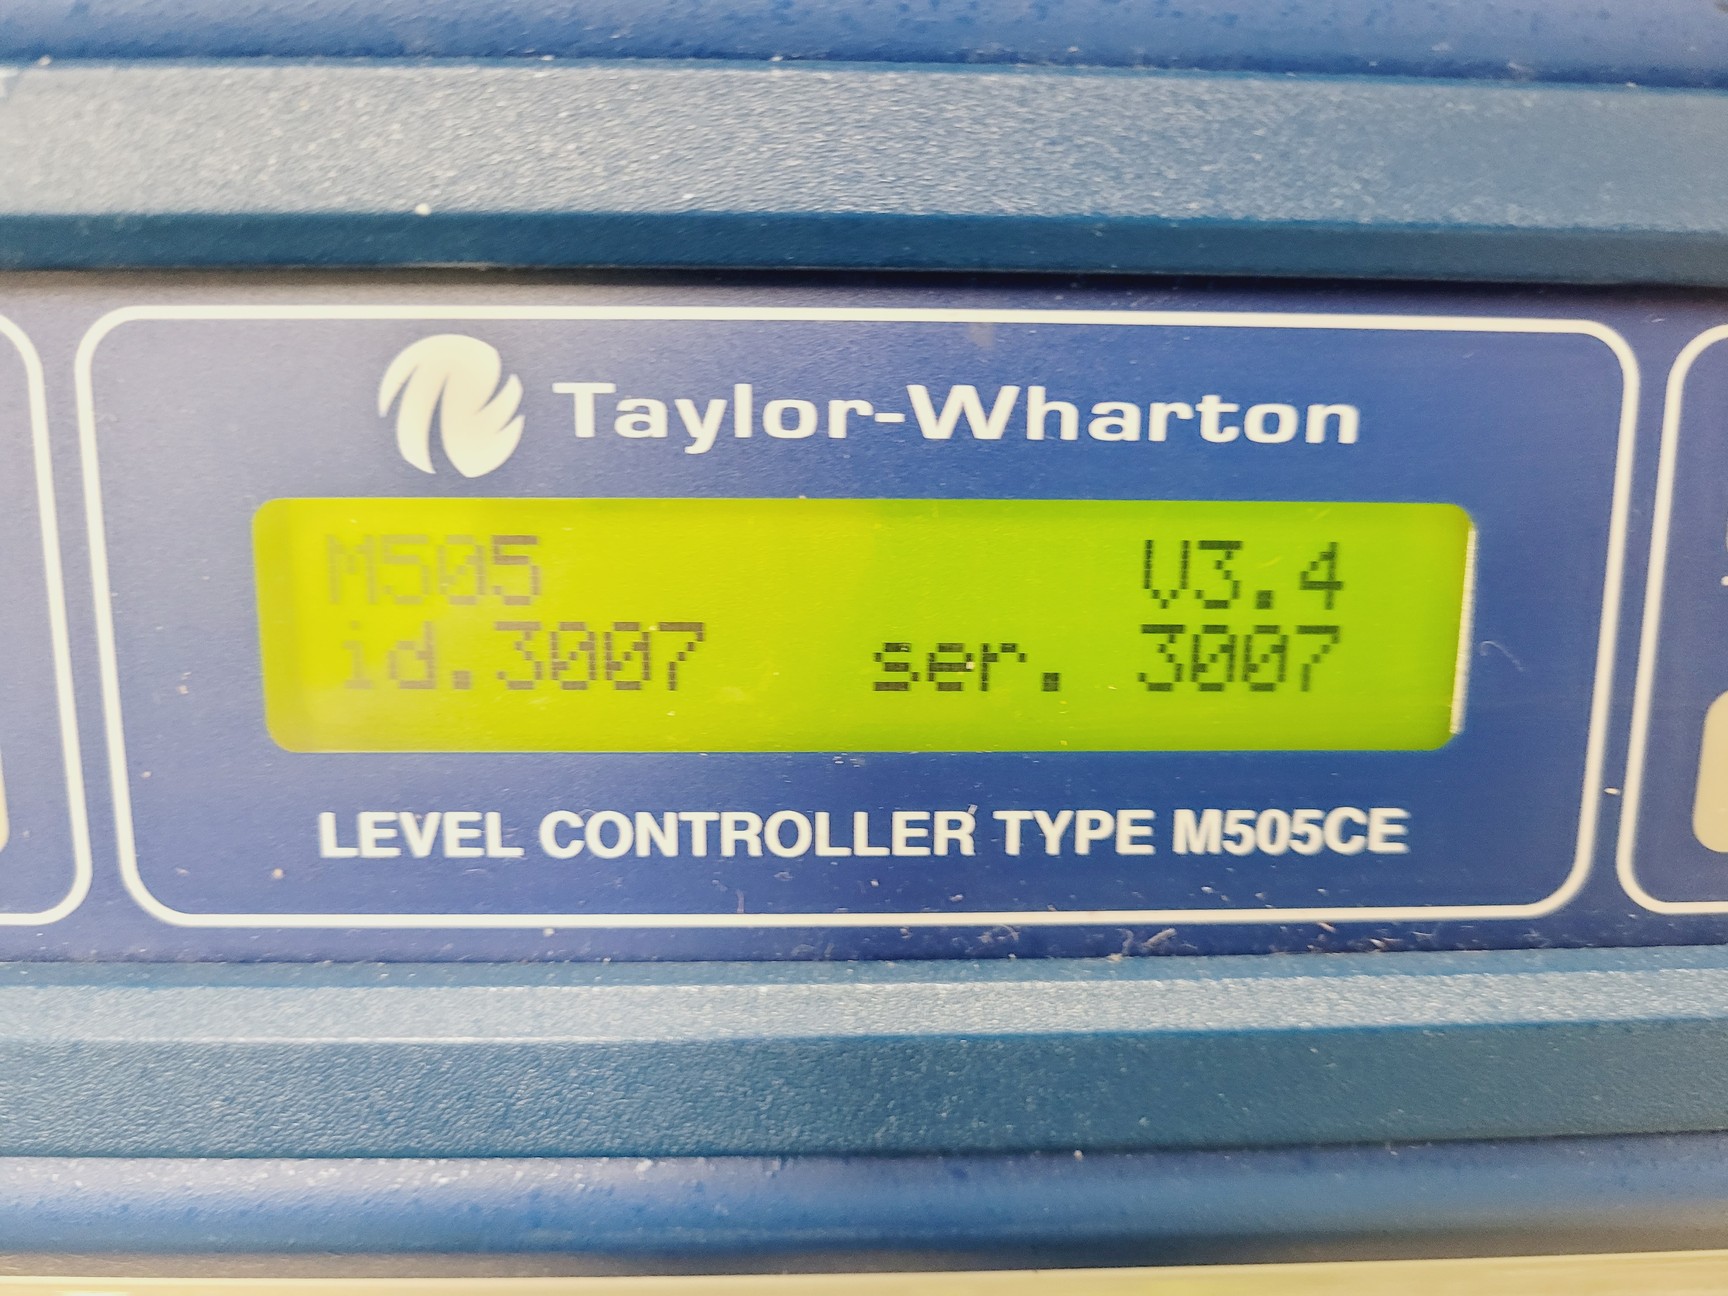 Taylor-Wharton
M505 V3.4
id.3007 ser. 3007
LEVEL CONTROLLER TYPE M505CE